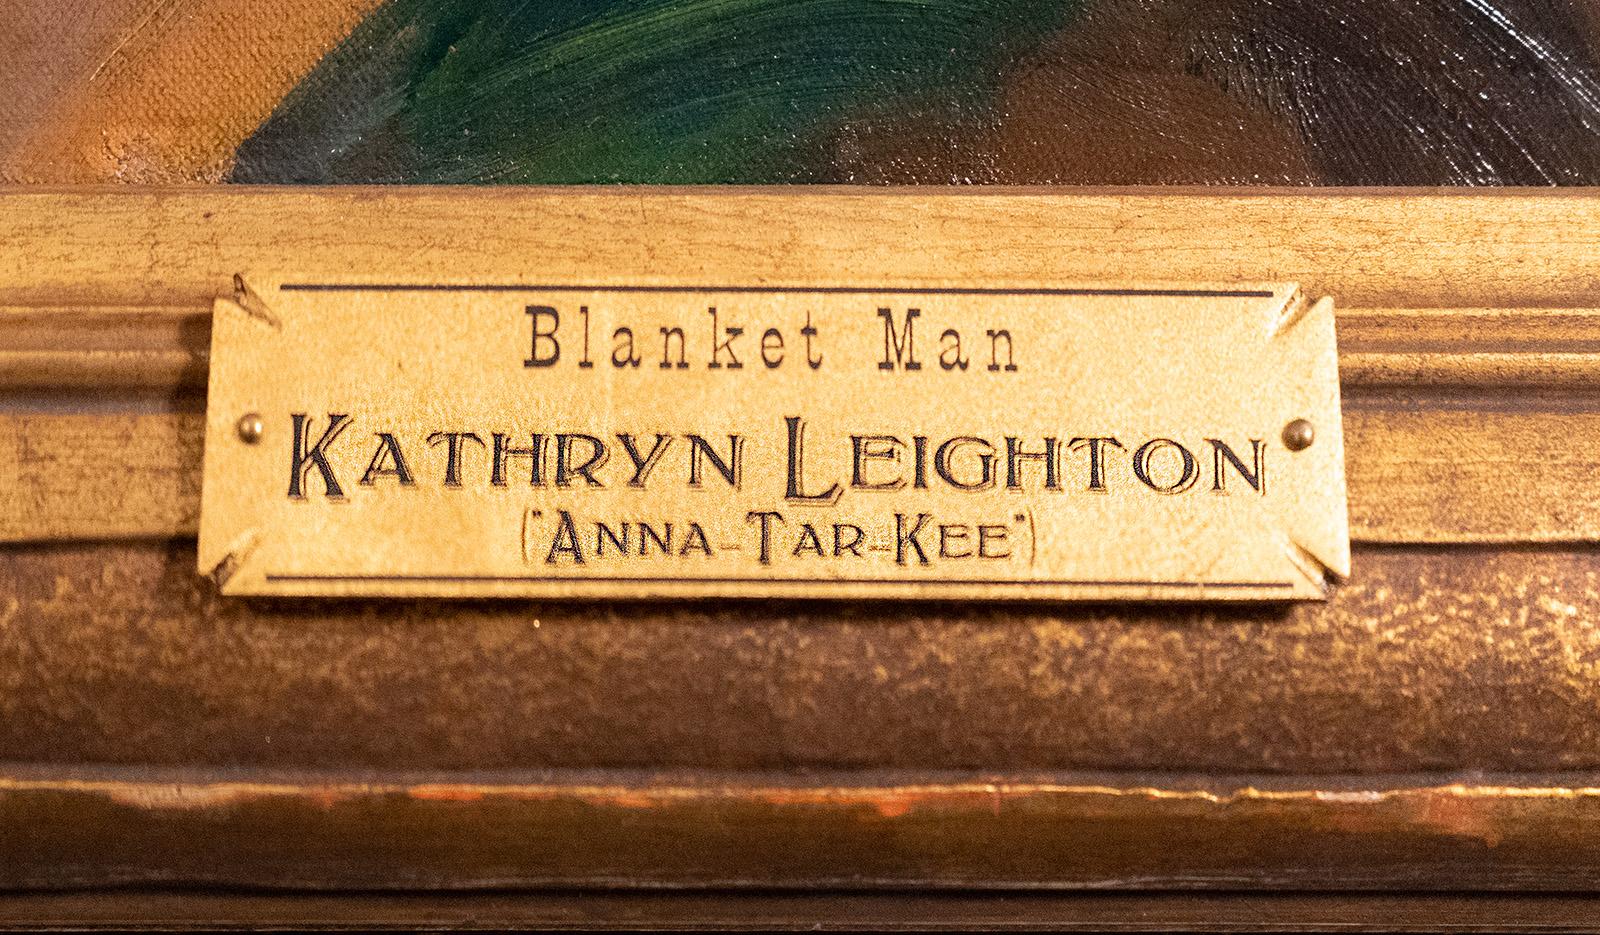 Blanket Man
KATHRYN LEIGHTON
("ANNA-TAR-KEE")